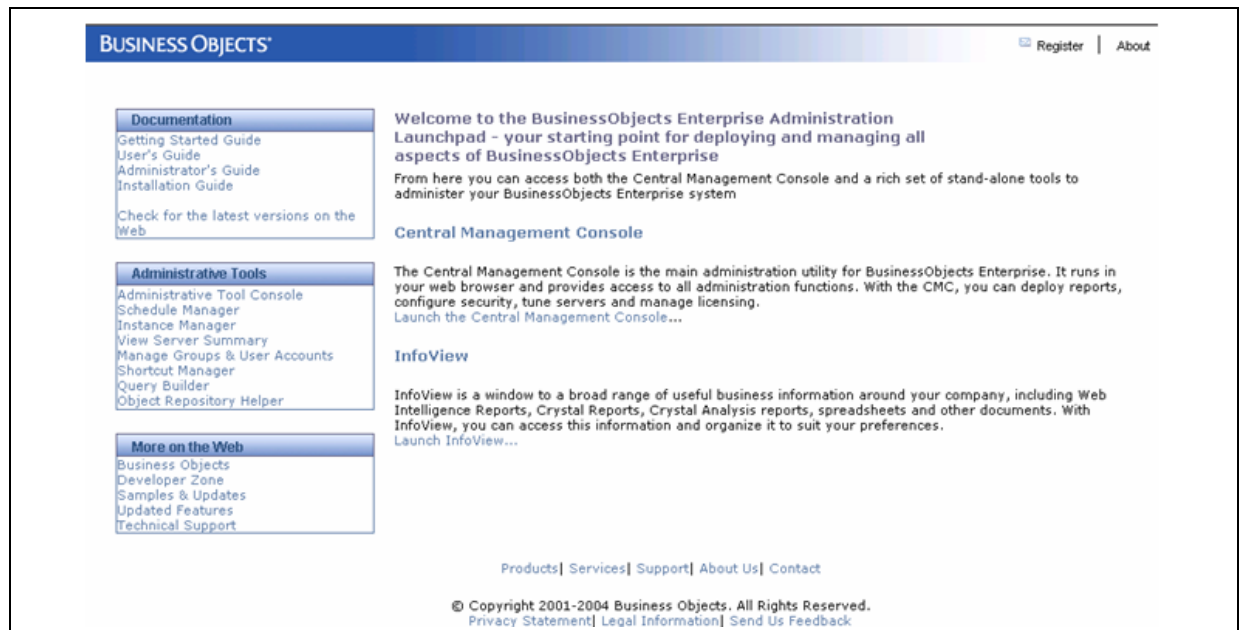 BUSINESS OBJECTS®
Register | About
Documentation
Getting Started Guide
User's Guide
Administrator's Guide
Installation Guide
Check for the latest versions on the
Web
Administrative Tools
Administrative Tool Console
Schedule Manager
Instance Manager
View Server Summary
Manage Groups & User Accounts
Shortcut Manager
Query Builder
Object Repository Helper
More on the Web
Business Objects
Developer Zone
Samples & Updates
Updated Features
Technical Support
Welcome to the BusinessObjects Enterprise Administration
Launchpad - your starting point for deploying and managing all
aspects of BusinessObjects Enterprise
From here you can access both the Central Management Console and a rich set of stand-alone tools to
administer your BusinessObjects Enterprise system
Central Management Console
The Central Management Console is the main administration utility for BusinessObjects Enterprise. It runs in
your web browser and provides access to all administration functions. With the CMC, you can deploy reports,
configure security, tune servers and manage licensing.
Launch the Central Management Console...
InfoView
InfoView is a window to a broad range of useful business information around your company, including Web
Intelligence Reports, Crystal Reports, Crystal Analysis reports, spreadsheets and other documents. With
InfoView, you can access this information and organize it to suit your preferences.
Launch InfoView...
Products| Services| Support| About Us| Contact
© Copyright 2001-2004 Business Objects. All Rights Reserved.
Privacy Statement| Legal Information| Send Us Feedback